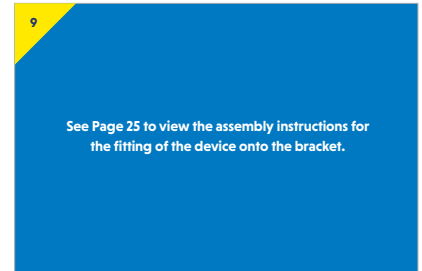 9
See Page 25 to view the assembly instructions for
the fitting of the device onto the bracket.